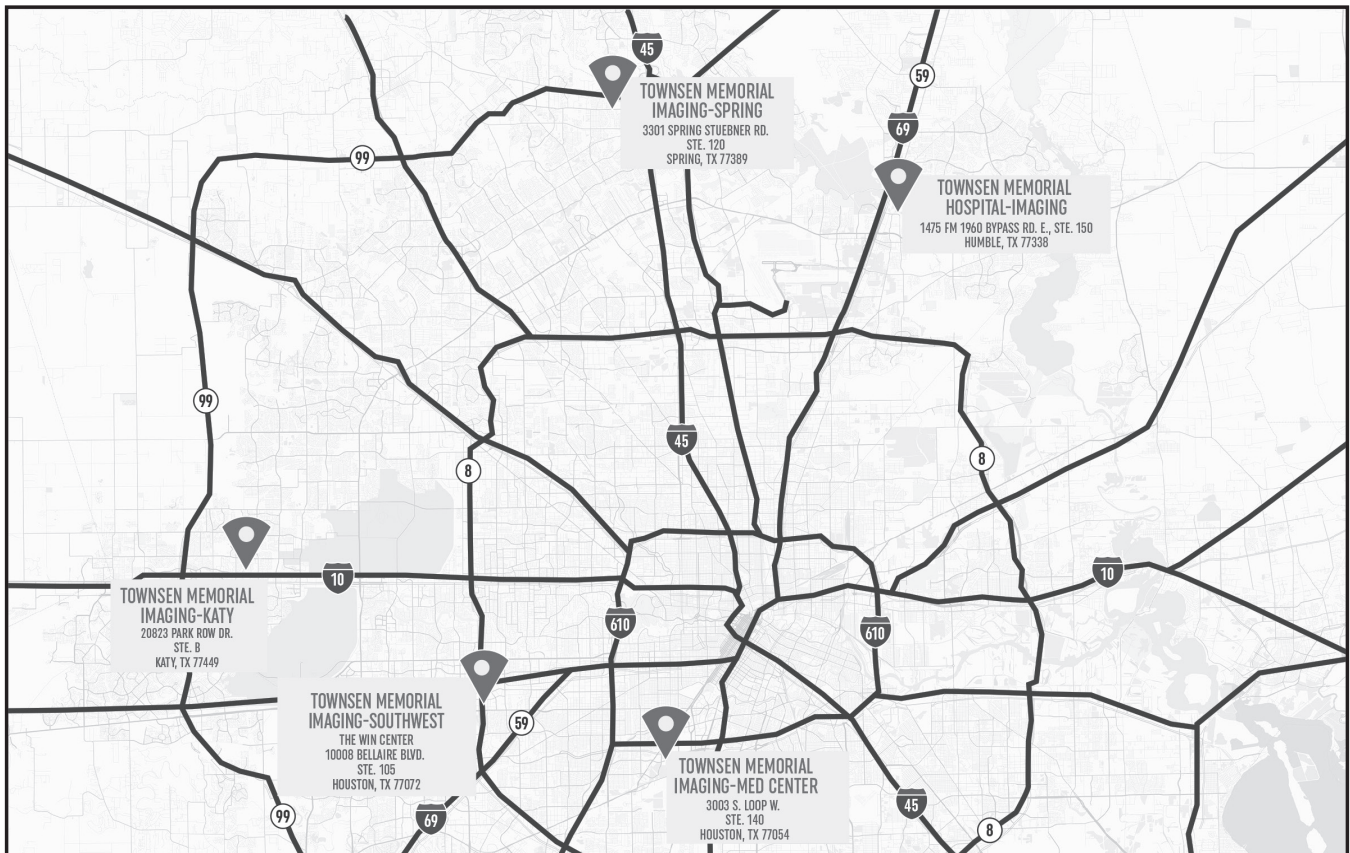 45
59
TOWNSEN MEMORIAL
IMAGING-SPRING
3301 SPRING STUEBNER RD.
STE. 120
SPRING, TX 77389
69
99
TOWNSEN MEMORIAL
HOSPITAL-IMAGING
1475 FM 1960 BYPASS RD. E., STE. 150
HUMBLE, TX 77338
99
45
8
8
10
10
TOWNSEN MEMORIAL
IMAGING-KATY
20823 PARK ROW DR.
STE. B
KATY, TX 77449
610
610
TOWNSEN MEMORIAL
IMAGING-SOUTHWEST
THE WIN CENTER
10008 BELLAIRE BLVD.
STE. 105
HOUSTON, TX 77072
59
TOWNSEN MEMORIAL
IMAGING-MED CENTER
3003 S. LOOP W.
STE. 140
HOUSTON, TX 77054
99
69
45
8